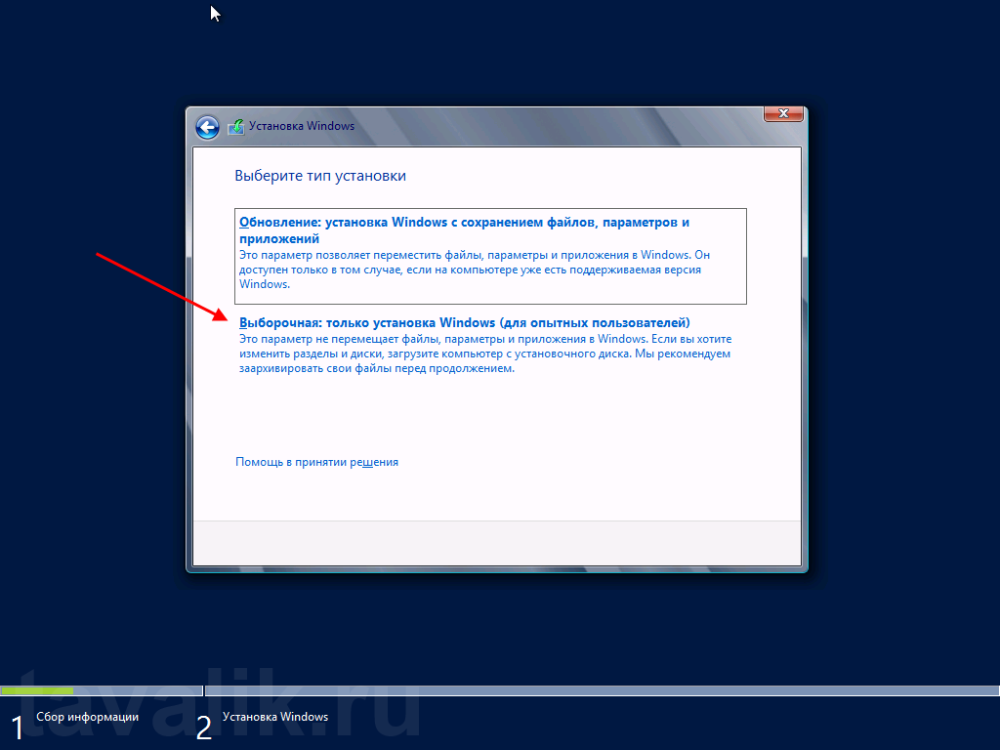 Установка Windows
Выберите тип установки
Обновление: установка Windows с сохранением файлов, параметров и
приложений
Это параметр позволяет переместить файлы, параметры и приложения в Windows. Он
доступен только в том случае, если на компьютере уже есть поддерживаемая версия
Windows.
Выборочная: только установка Windows (для опытных пользователей)
Это параметр не перемещает файлы, параметры и приложения в Windows. Если вы хотите
изменить разделы и диски, загрузите компьютер с установочного диска. Мы рекомендуем
заархивировать свои файлы перед продолжением.
Помощь в принятии решения
tavalik.ru
1 Сбор информации
2 Установка Windows